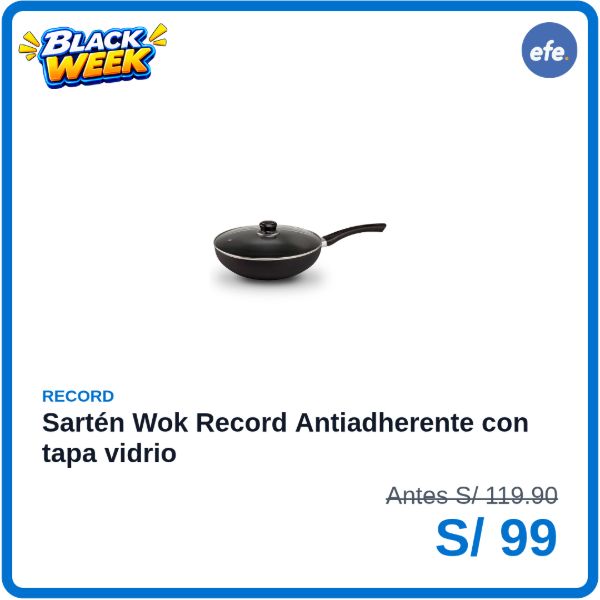 BLACK
WEEK
efe.
RECORD
Sartén Wok Record Antiadherente con
tapa vidrio
Antes S/ 119.90
S/ 99